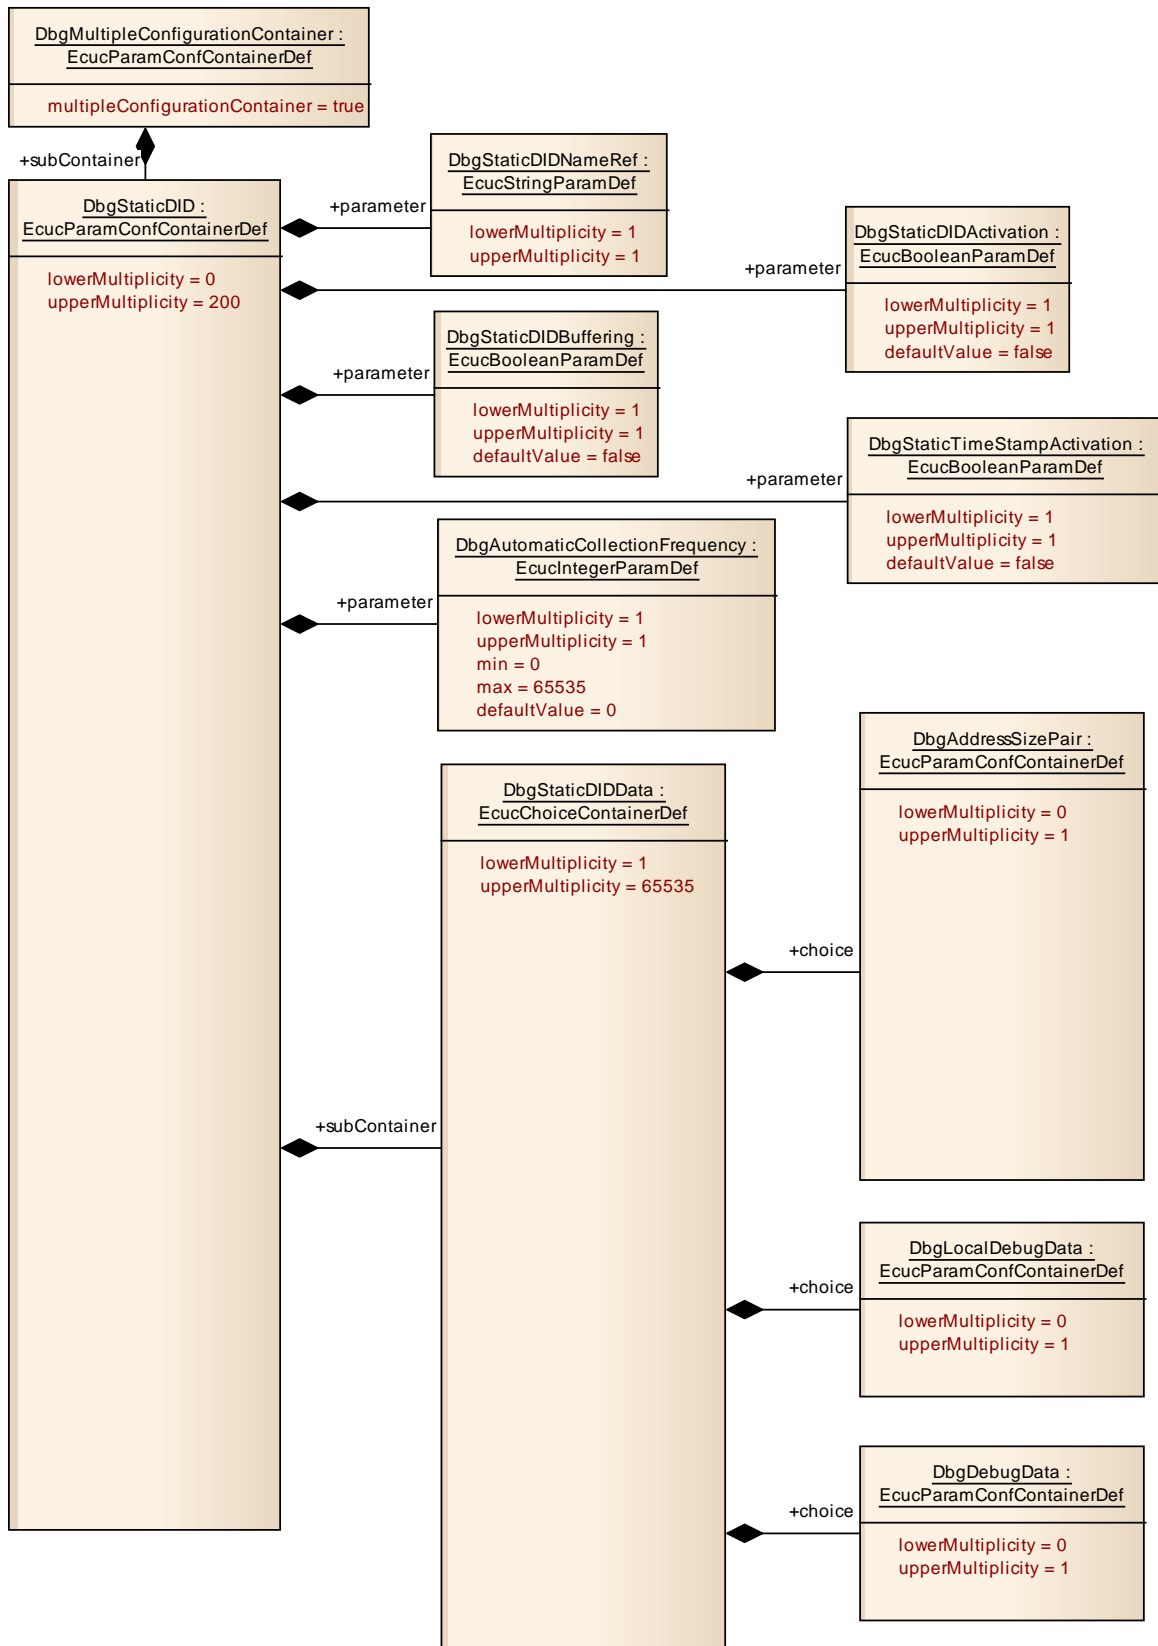 DbgMultipleConfigurationContainer :
EcucParamConfContainerDef
multipleConfigurationContainer = true
+subContainer
DbgStaticDID :
EcucParamConfContainerDef
lowerMultiplicity = 0
upperMultiplicity = 200
+parameter
DbgStaticDIDNameRef :
EcucStringParamDef
lowerMultiplicity = 1
upperMultiplicity = 1
+parameter
DbgStaticDIDActivation :
EcucBooleanParamDef
lowerMultiplicity = 1
upperMultiplicity = 1
defaultValue = false
+parameter
DbgStaticDIDBuffering :
EcucBooleanParamDef
lowerMultiplicity = 1
upperMultiplicity = 1
defaultValue = false
+parameter
DbgStaticTimeStampActivation :
EcucBooleanParamDef
lowerMultiplicity = 1
upperMultiplicity = 1
defaultValue = false
+parameter
DbgAutomaticCollectionFrequency :
EcucIntegerParamDef
lowerMultiplicity = 1
upperMultiplicity = 1
min = 0
max = 65535
defaultValue = 0
+subContainer
DbgStaticDIDData :
EcucChoiceContainerDef
lowerMultiplicity = 1
upperMultiplicity = 65535
+choice
DbgAddressSizePair :
EcucParamConfContainerDef
lowerMultiplicity = 0
upperMultiplicity = 1
+choice
DbgLocalDebugData :
EcucParamConfContainerDef
lowerMultiplicity = 0
upperMultiplicity = 1
+choice
DbgDebugData :
EcucParamConfContainerDef
lowerMultiplicity = 0
upperMultiplicity = 1